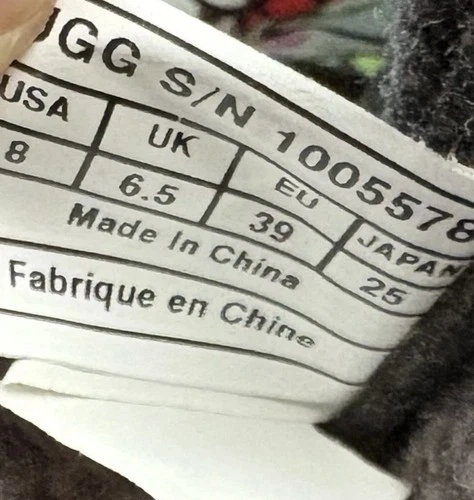 UGG S/N 1005578
USA UK EU JAPAN
8 6.5 39 25
Made In China
Fabrique en Chine